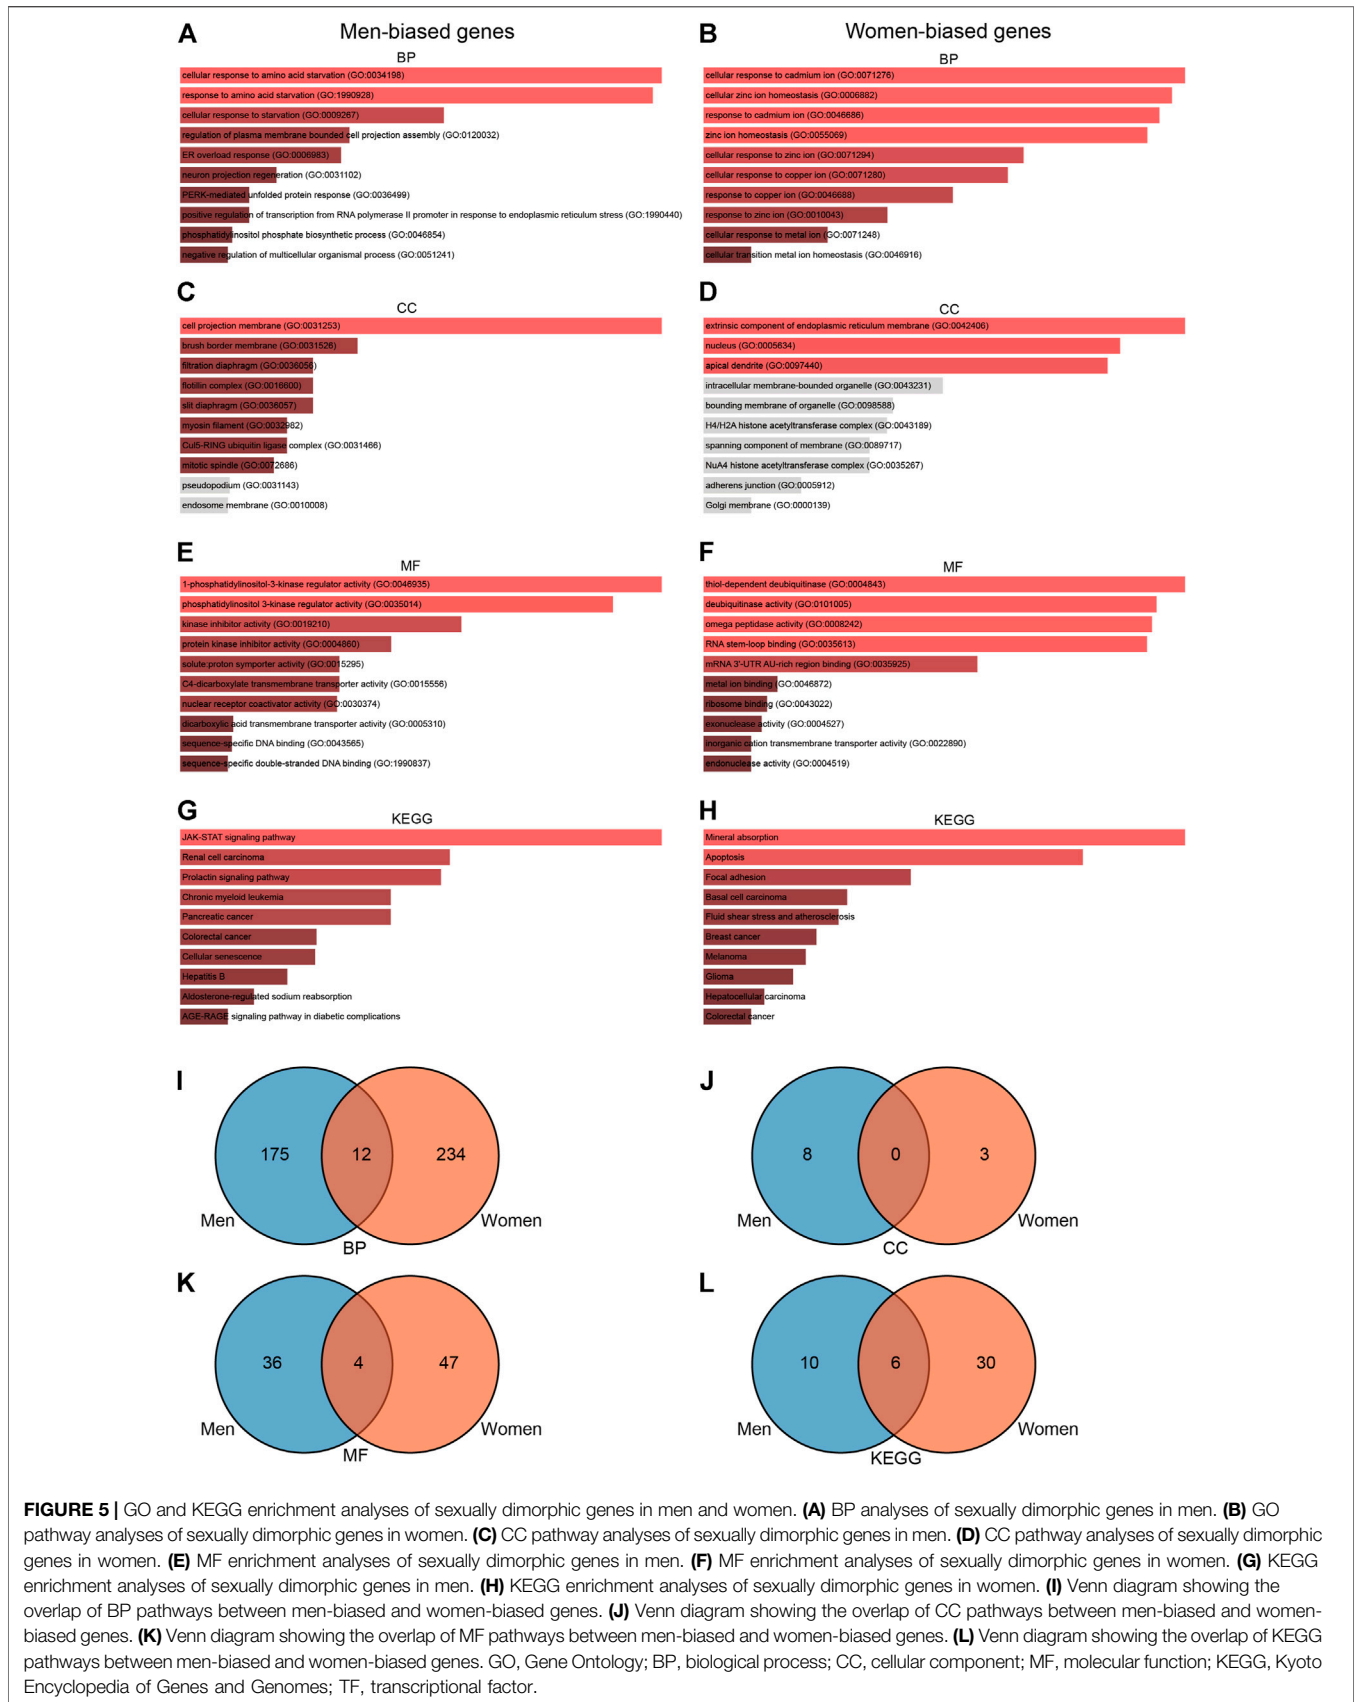 A
Men-biased genes
BP
cellular response to amino acid starvation (GO:0034198)
response to amino acid starvation (GO:1990928)
cellular response to starvation (GO:0009267)
regulation of plasma membrane bounded cell projection assembly (GO:0120032)
ER overload response (GO:0006983)
neuron projection regeneration (GO:0031102)
PERK-mediated unfolded protein response (GO:0036499)
positive regulation of transcription from RNA polymerase II promoter in response to endoplasmic reticulum stress (GO:1990440)
phosphatidylinositol phosphate biosynthetic process (GO:0046854)
negative regulation of multicellular organismal process (GO:0051241)
B
Women-biased genes
BP
cellular response to cadmium ion (GO:0071276)
cellular zinc ion homeostasis (GO:0006882)
response to cadmium ion (GO:0046686)
zinc ion homeostasis (GO:0055069)
cellular response to zinc ion (GO:0071294)
cellular response to copper ion (GO:0071280)
response to copper ion (GO:0046688)
response to zinc ion (GO:0010043)
cellular response to metal ion (GO:0071248)
cellular transition metal ion homeostasis (GO:0046916)
C
CC
cell projection membrane (GO:0031253)
brush border membrane (GO:0031526)
filtration diaphragm (GO:0036056)
flotillin complex (GO:0016600)
slit diaphragm (GO:0036057)
myosin filament (GO:0032982)
Cul5-RING ubiquitin ligase complex (GO:0031466)
mitotic spindle (GO:0072686)
pseudopodium (GO:0031143)
endosome membrane (GO:0010008)
D
CC
extrinsic component of endoplasmic reticulum membrane (GO:0042406)
nucleus (GO:0005634)
apical dendrite (GO:0097440)
intracellular membrane-bounded organelle (GO:0043231)
bounding membrane of organelle (GO:0098588)
H4/H2A histone acetyltransferase complex (GO:0043189)
spanning component of membrane (GO:0089717)
NuA4 histone acetyltransferase complex (GO:0035267)
adherens junction (GO:0005912)
Golgi membrane (GO:0000139)
E
MF
1-phosphatidylinositol-3-kinase regulator activity (GO:0046935)
phosphatidylinositol 3-kinase regulator activity (GO:0035014)
kinase inhibitor activity (GO:0019210)
protein kinase inhibitor activity (GO:0004860)
solute:proton symporter activity (GO:0015295)
C4-dicarboxylate transmembrane transporter activity (GO:0015556)
nuclear receptor coactivator activity (GO:0030374)
dicarboxylic acid transmembrane transporter activity (GO:0005310)
sequence-specific DNA binding (GO:0043565)
sequence-specific double-stranded DNA binding (GO:1990837)
F
MF
thiol-dependent deubiquitinase (GO:0004843)
deubiquitinase activity (GO:0101005)
omega peptidase activity (GO:0008242)
RNA stem-loop binding (GO:0035613)
mRNA 3'-UTR AU-rich region binding (GO:0035925)
metal ion binding (GO:0046872)
ribosome binding (GO:0043022)
exonuclease activity (GO:0004527)
inorganic cation transmembrane transporter activity (GO:0022890)
endonuclease activity (GO:0004519)
G
KEGG
JAK-STAT signaling pathway
Renal cell carcinoma
Prolactin signaling pathway
Chronic myeloid leukemia
Pancreatic cancer
Colorectal cancer
Cellular senescence
Hepatitis B
Aldosterone-regulated sodium reabsorption
AGE-RAGE signaling pathway in diabetic complications
H
KEGG
Mineral absorption
Apoptosis
Focal adhesion
Basal cell carcinoma
Fluid shear stress and atherosclerosis
Breast cancer
Melanoma
Glioma
Hepatocellular carcinoma
Colorectal cancer
I
175 12 234
Men Women
BP
J
8 0 3
Men Women
CC
K
36 4 47
Men Women
MF
L
10 6 30
Men Women
KEGG
FIGURE 5 | GO and KEGG enrichment analyses of sexually dimorphic genes in men and women. (A) BP analyses of sexually dimorphic genes in men. (B) GO
pathway analyses of sexually dimorphic genes in women. (C) CC pathway analyses of sexually dimorphic genes in men. (D) CC pathway analyses of sexually dimorphic
genes in women. (E) MF enrichment analyses of sexually dimorphic genes in men. (F) MF enrichment analyses of sexually dimorphic genes in women. (G) KEGG
enrichment analyses of sexually dimorphic genes in men. (H) KEGG enrichment analyses of sexually dimorphic genes in women. (I) Venn diagram showing the
overlap of BP pathways between men-biased and women-biased genes. (J) Venn diagram showing the overlap of CC pathways between men-biased and women-
biased genes. (K) Venn diagram showing the overlap of MF pathways between men-biased and women-biased genes. (L) Venn diagram showing the overlap of KEGG
pathways between men-biased and women-biased genes. GO, Gene Ontology; BP, biological process; CC, cellular component; MF, molecular function; KEGG, Kyoto
Encyclopedia of Genes and Genomes; TF, transcriptional factor.